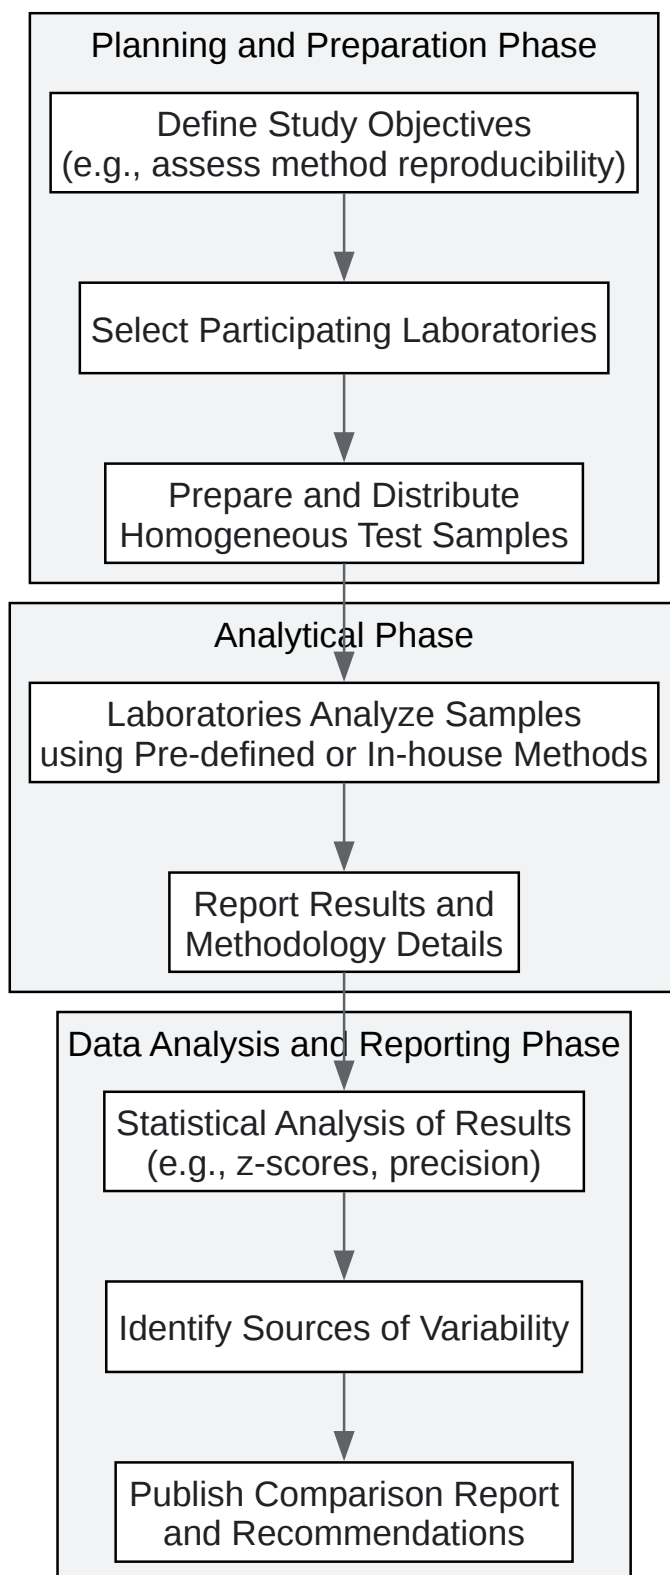 Planning and Preparation Phase
Define Study Objectives
(e.g., assess method reproducibility)
Select Participating Laboratories
Prepare and Distribute
Homogeneous Test Samples
Analytical Phase
Laboratories Analyze Samples
using Pre-defined or In-house Methods
Report Results and
Methodology Details
Data Analysis and Reporting Phase
Statistical Analysis of Results
(e.g., z-scores, precision)
Identify Sources of Variability
Publish Comparison Report
and Recommendations